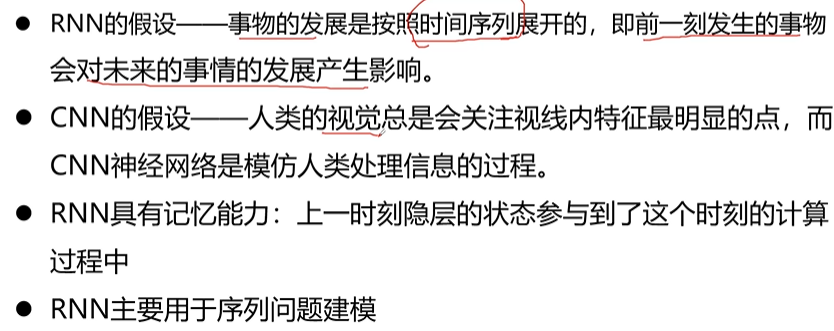 ● RNN的假设——事物的发展是按照时间序列展开的，即前一刻发生的事物
会对未来的事情的发展产生影响。
● CNN的假设——人类的视觉总是会关注视线内特征最明显的点，而
CNN神经网络是模仿人类处理信息的过程。
● RNN具有记忆能力：上一时刻隐层的状态参与到了这个时刻的计算
过程中
● RNN主要用于序列问题建模